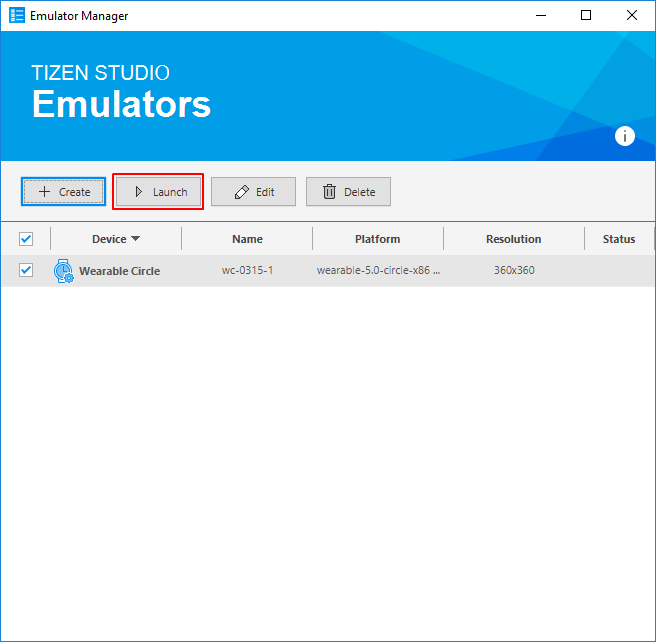 Emulator Manager
TIZEN STUDIO
Emulators
Create Launch Edit Delete
Device Name Platform Resolution Status
Wearable Circle wc-0315-1 wearable-5.0-circle-x86 ... 360x360